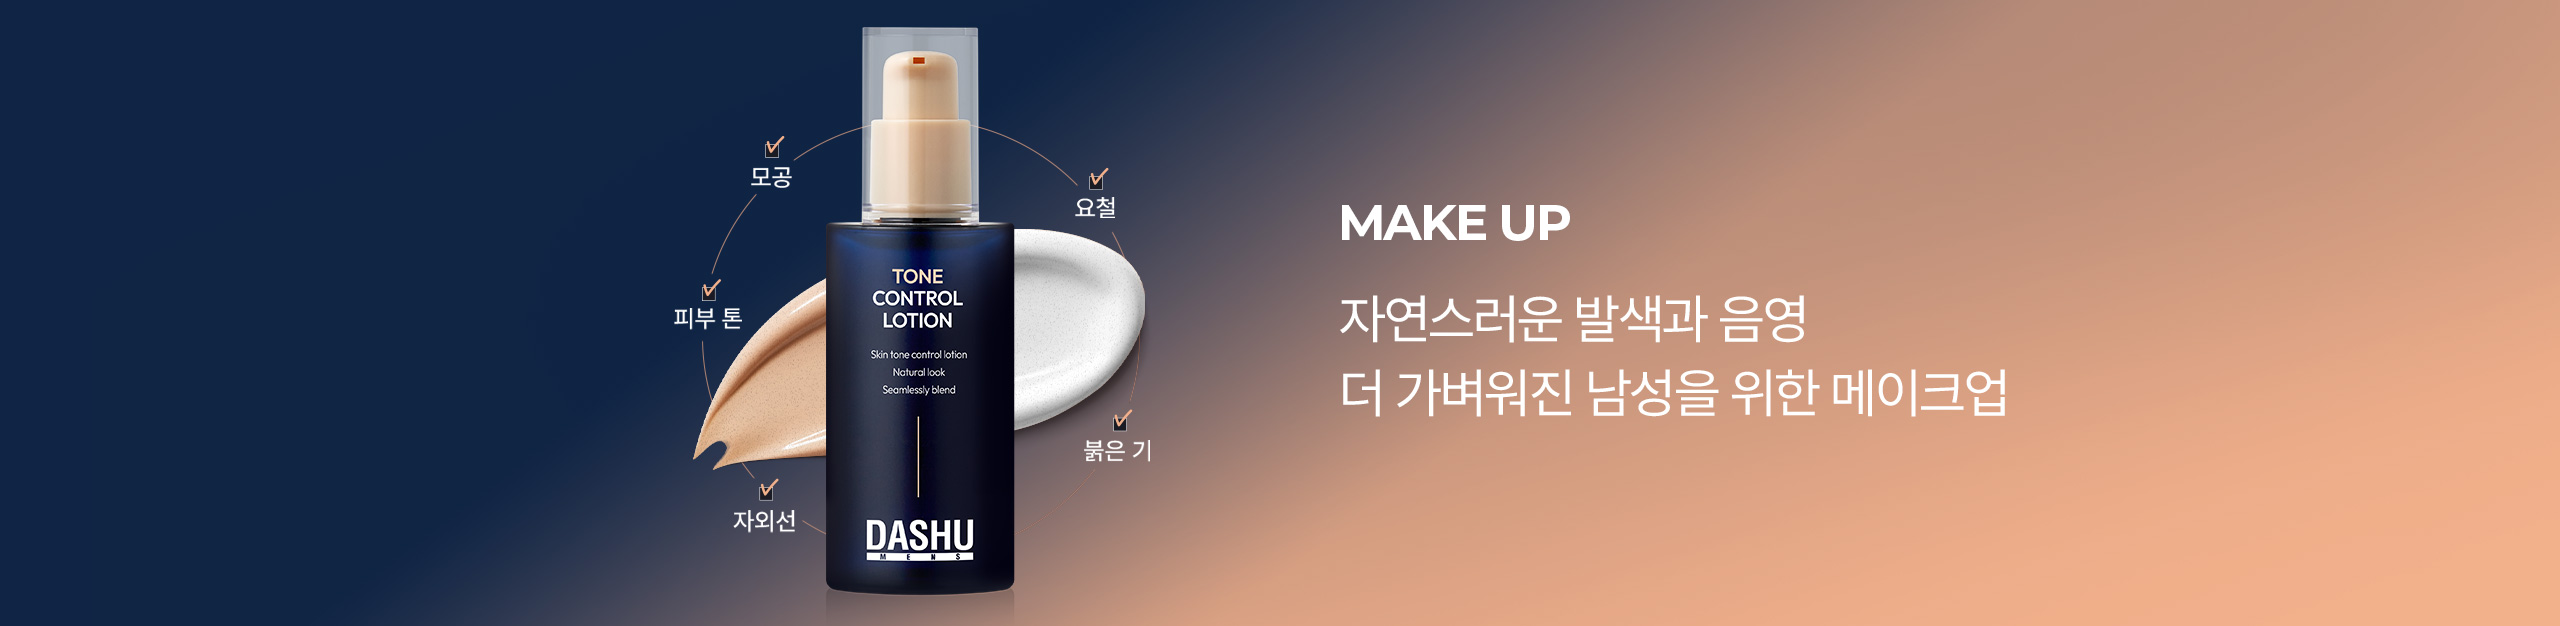 모공
요철
피부 톤
붉은 기
자외선
TONE
CONTROL
LOTION
Skin tone control lotion
Natural look
Seamlessly blend
DASHU
MENS
MAKE UP
자연스러운 발색과 음영
더 가벼워진 남성을 위한 메이크업